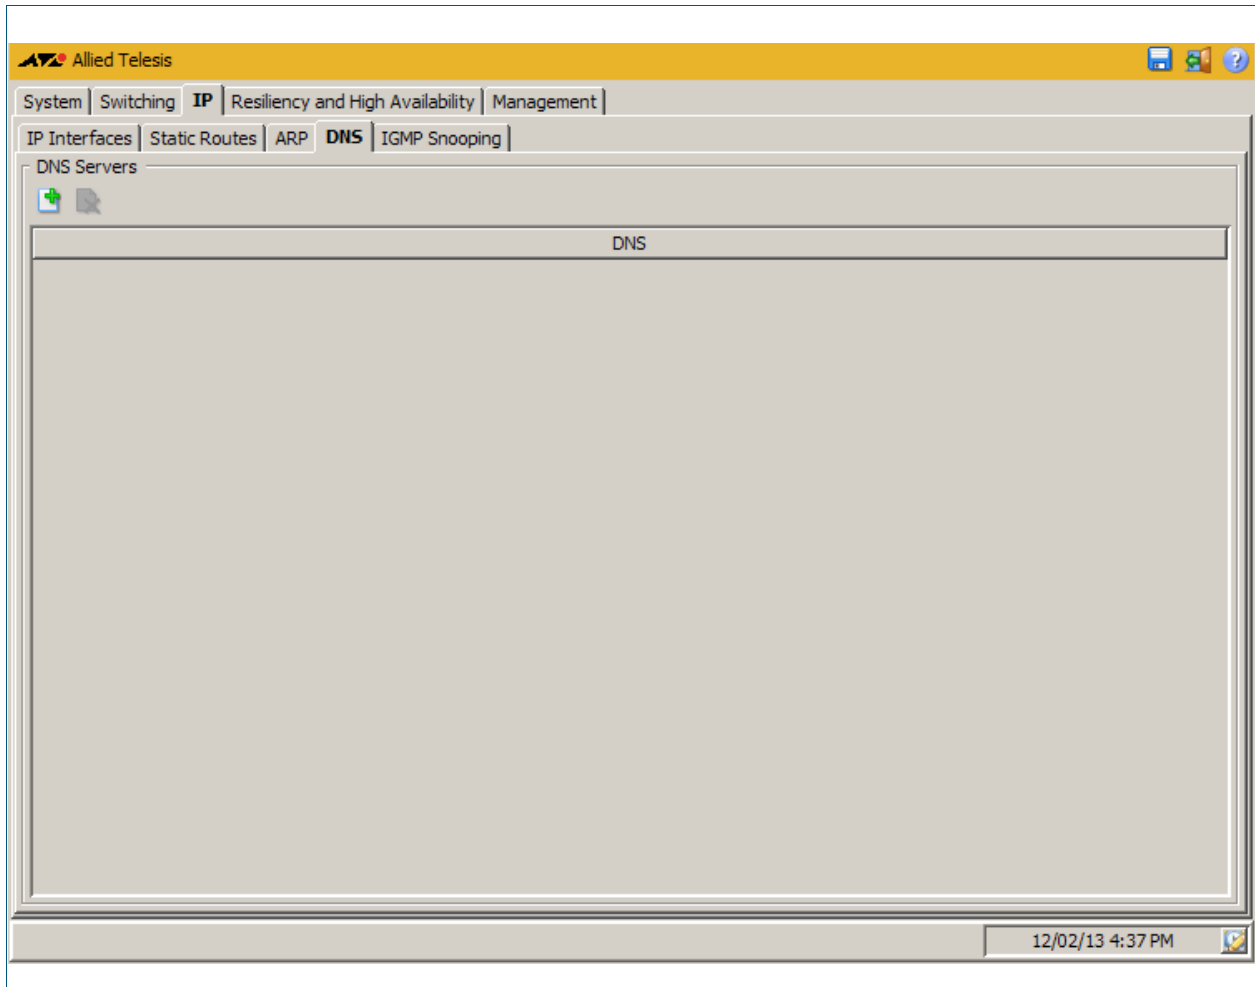 Allied Telesis
System Switching IP Resiliency and High Availability Management
IP Interfaces Static Routes ARP DNS IGMP Snooping
DNS Servers
DNS
12/02/13 4:37 PM